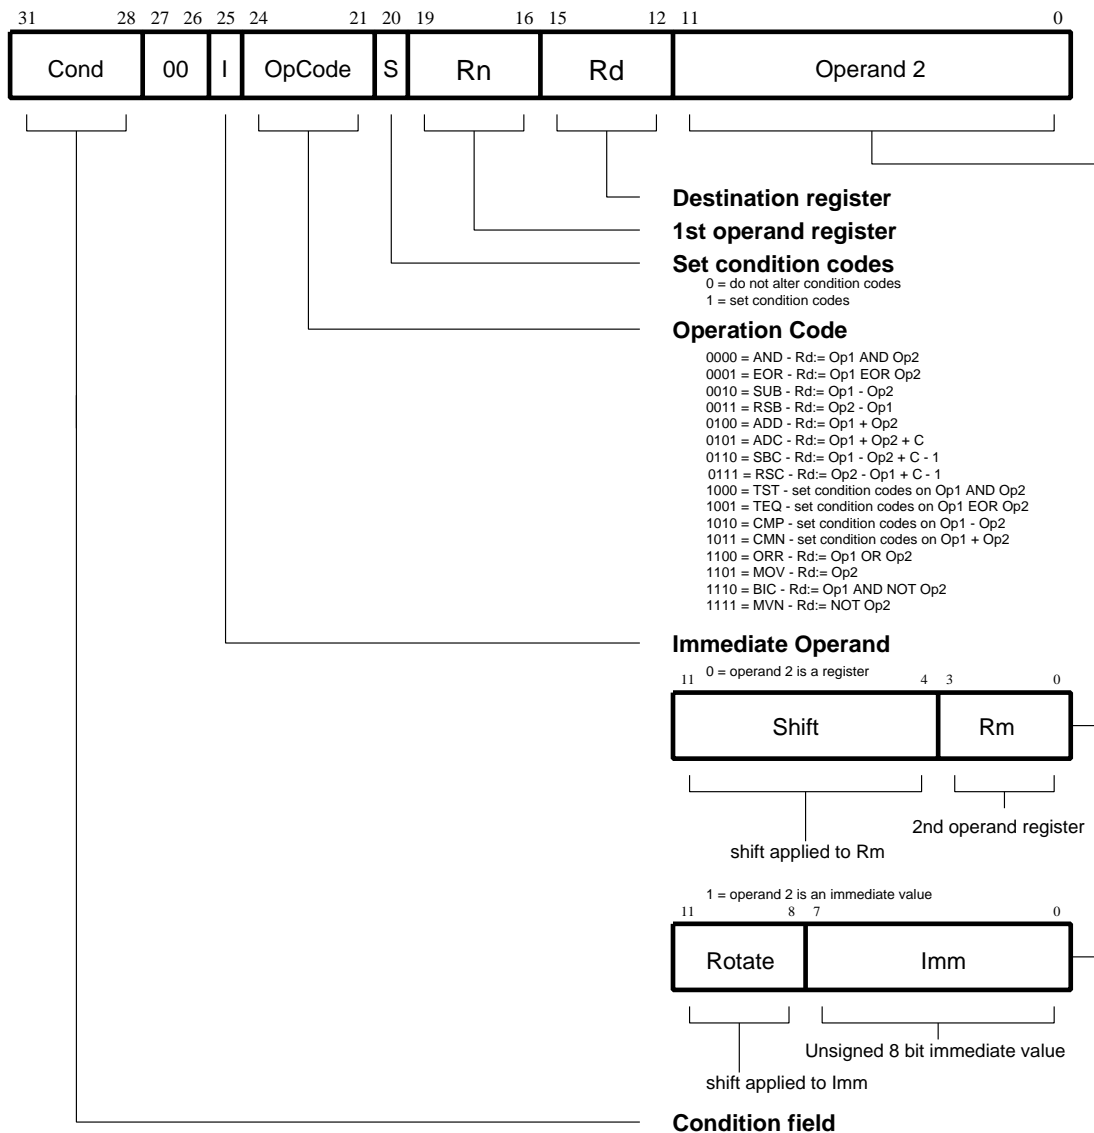 31 28 27 26 25 24 21 20 19 16 15 12 11 0
Cond 00 I OpCode S Rn Rd Operand 2
Destination register
1st operand register
Set condition codes
0 = do not alter condition codes
1 = set condition codes
Operation Code
0000 = AND - Rd:= Op1 AND Op2
0001 = EOR - Rd:= Op1 EOR Op2
0010 = SUB - Rd:= Op1 - Op2
0011 = RSB - Rd:= Op2 - Op1
0100 = ADD - Rd:= Op1 + Op2
0101 = ADC - Rd:= Op1 + Op2 + C
0110 = SBC - Rd:= Op1 - Op2 + C - 1
0111 = RSC - Rd:= Op2 - Op1 + C - 1
1000 = TST - set condition codes on Op1 AND Op2
1001 = TEQ - set condition codes on Op1 EOR Op2
1010 = CMP - set condition codes on Op1 - Op2
1011 = CMN - set condition codes on Op1 + Op2
1100 = ORR - Rd:= Op1 OR Op2
1101 = MOV - Rd:= Op2
1110 = BIC - Rd:= Op1 AND NOT Op2
1111 = MVN - Rd:= NOT Op2
Immediate Operand
0 = operand 2 is a register
11 4 3 0
Shift Rm
2nd operand register
shift applied to Rm
1 = operand 2 is an immediate value
11 8 7 0
Rotate Imm
Unsigned 8 bit immediate value
shift applied to Imm
Condition field